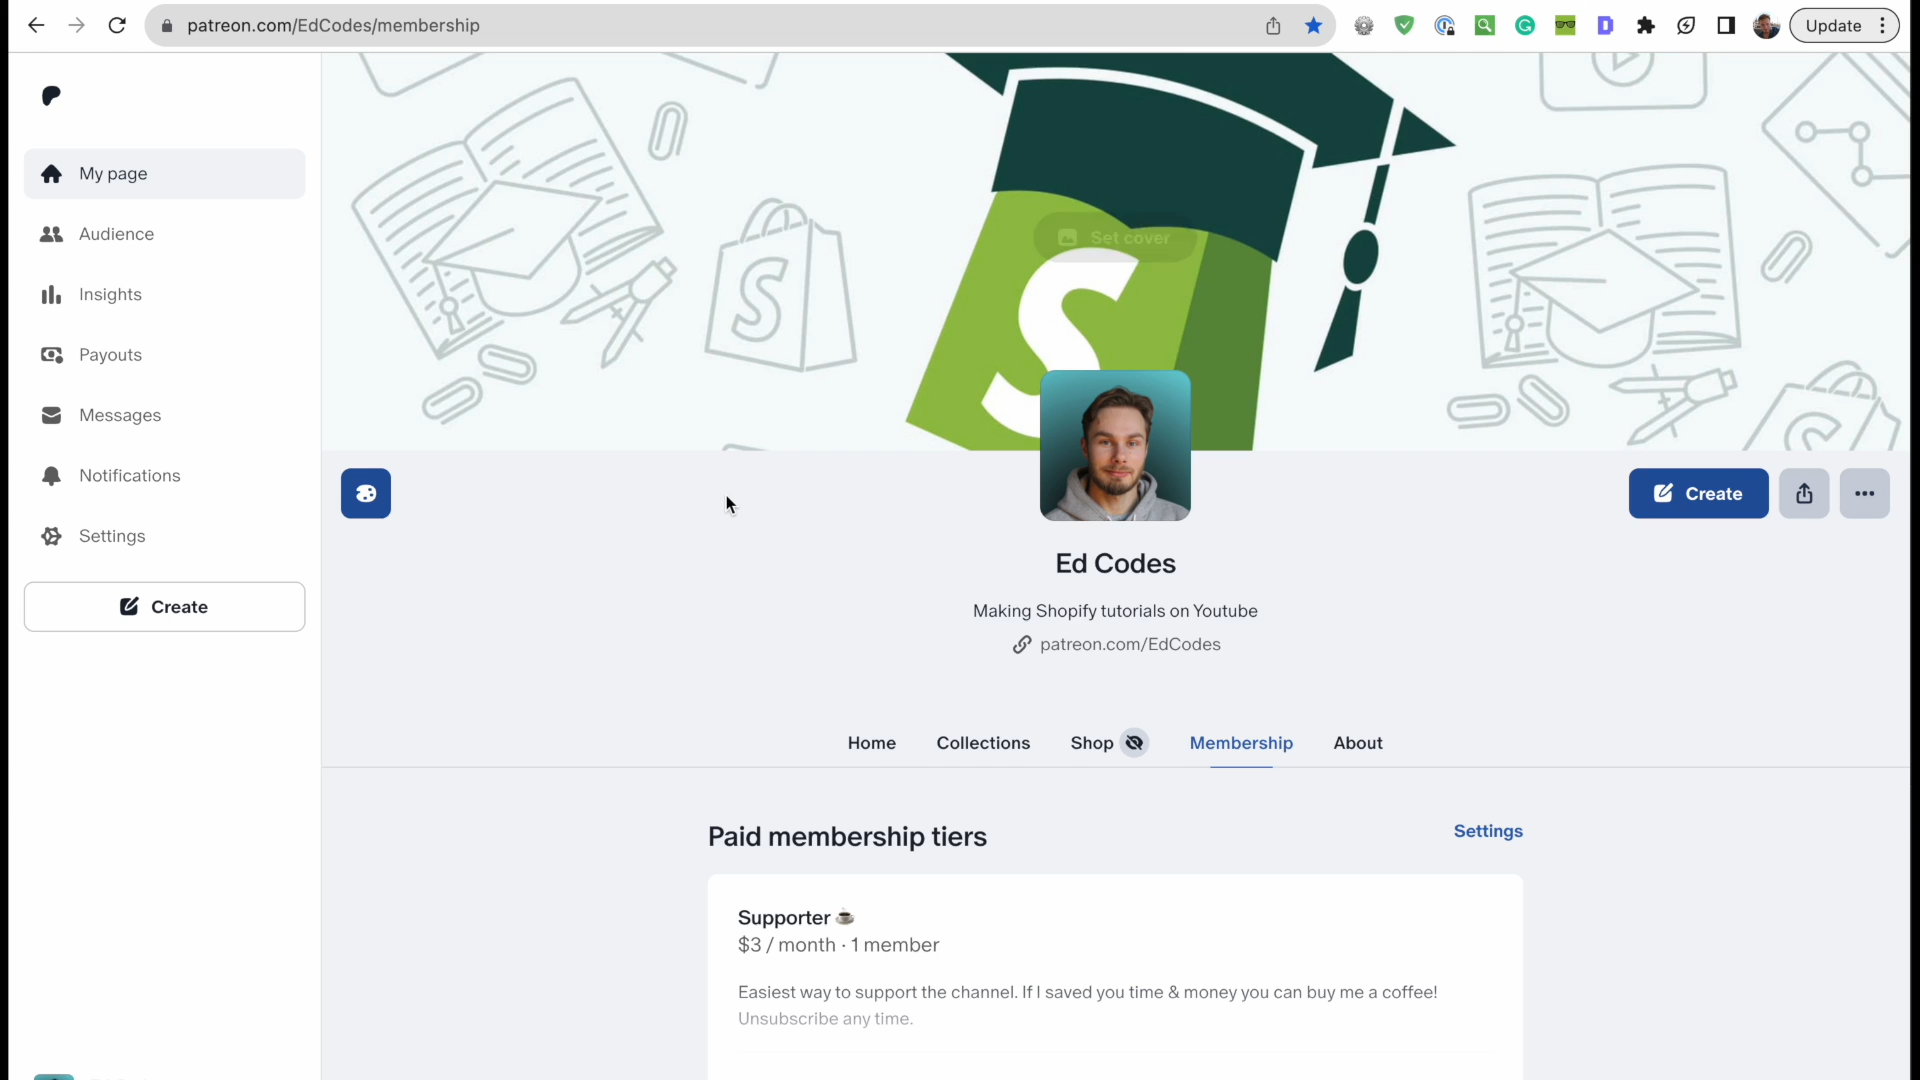 patreon.com/EdCodes/membership
Update
My page
Audience
Insights
Payouts
Messages
Notifications
Settings
Create
S
S
S
Set cover
Create
Ed Codes
Making Shopify tutorials on Youtube
patreon.com/EdCodes
Home
Collections
Shop
Membership
About
Paid membership tiers
Settings
Supporter ☕
$3 / month · 1 member
Easiest way to support the channel. If I saved you time & money you can buy me a coffee!
Unsubscribe any time.